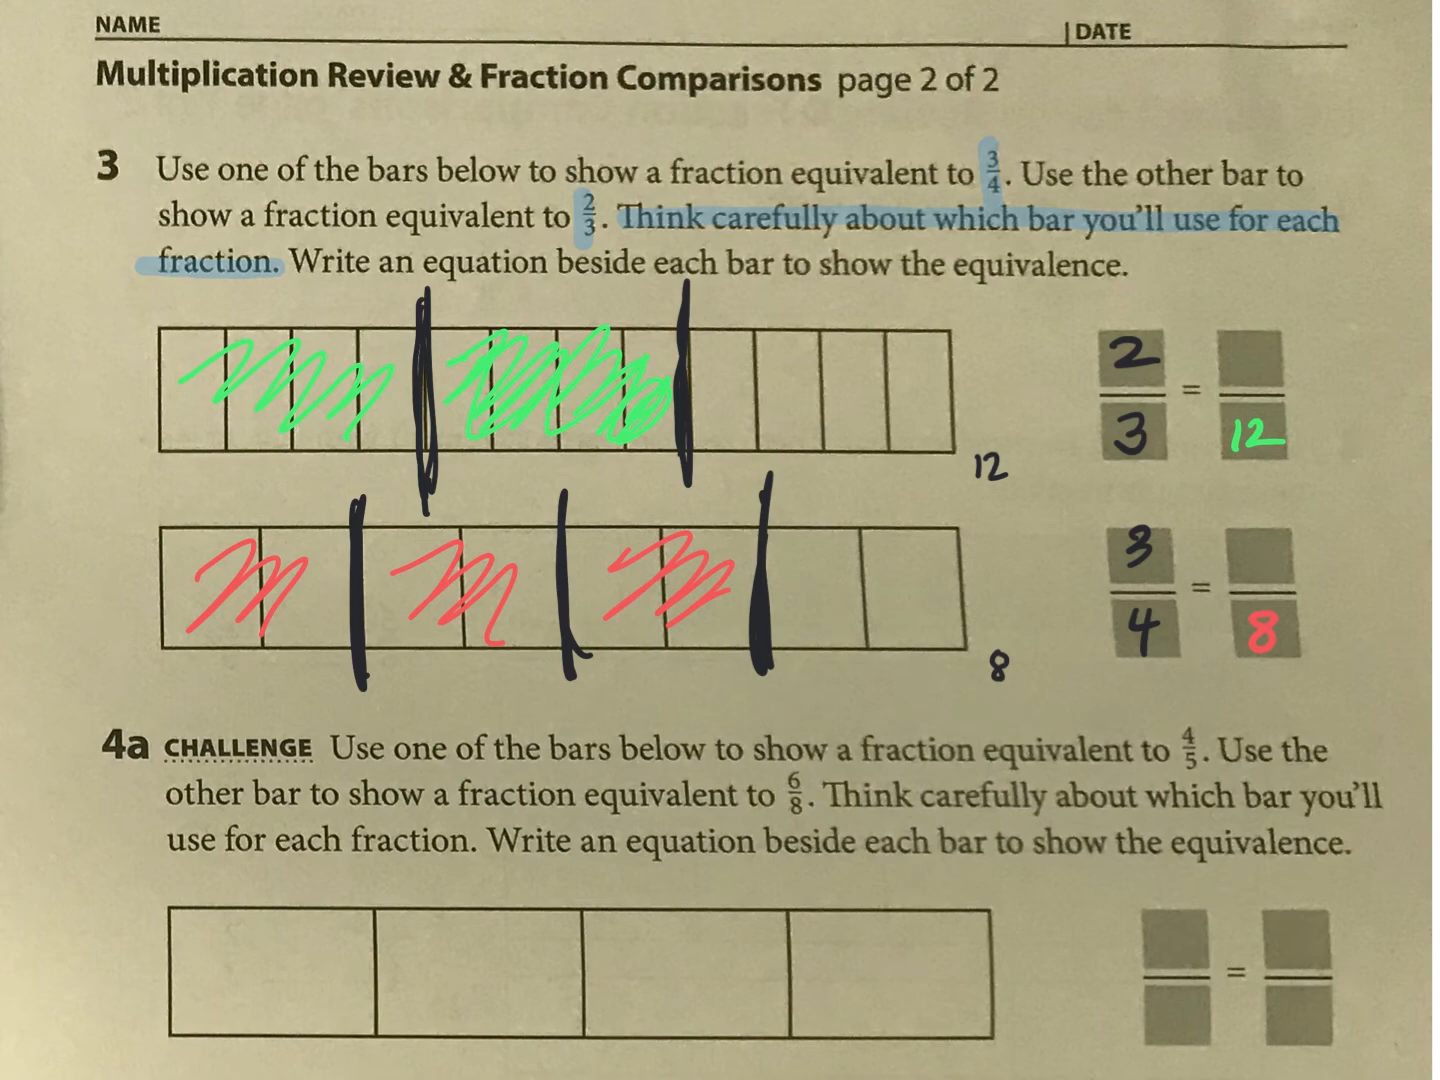 NAME | DATE
Multiplication Review & Fraction Comparisons page 2 of 2
3 Use one of the bars below to show a fraction equivalent to 3/4. Use the other bar to
show a fraction equivalent to 2/3. Think carefully about which bar you'll use for each
fraction. Write an equation beside each bar to show the equivalence.
2/3 = /12
12
3/4 = /8
8
4a CHALLENGE Use one of the bars below to show a fraction equivalent to 4/5. Use the
other bar to show a fraction equivalent to 6/8. Think carefully about which bar you'll
use for each fraction. Write an equation beside each bar to show the equivalence.
=